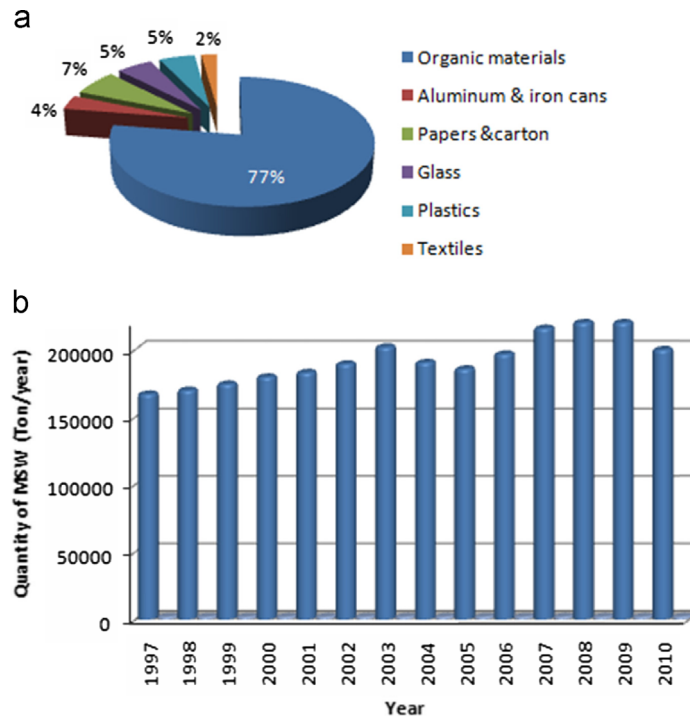 a
5%
5%
2%
7%
4%
77%
Organic materials
Aluminum & iron cans
Papers &carton
Glass
Plastics
Textiles
b
Quantity of MSW (Ton/year)
200000
150000
100000
50000
0
1997 1998 1999 2000 2001 2002 2003 2004 2005 2006 2007 2008 2009 2010
Year